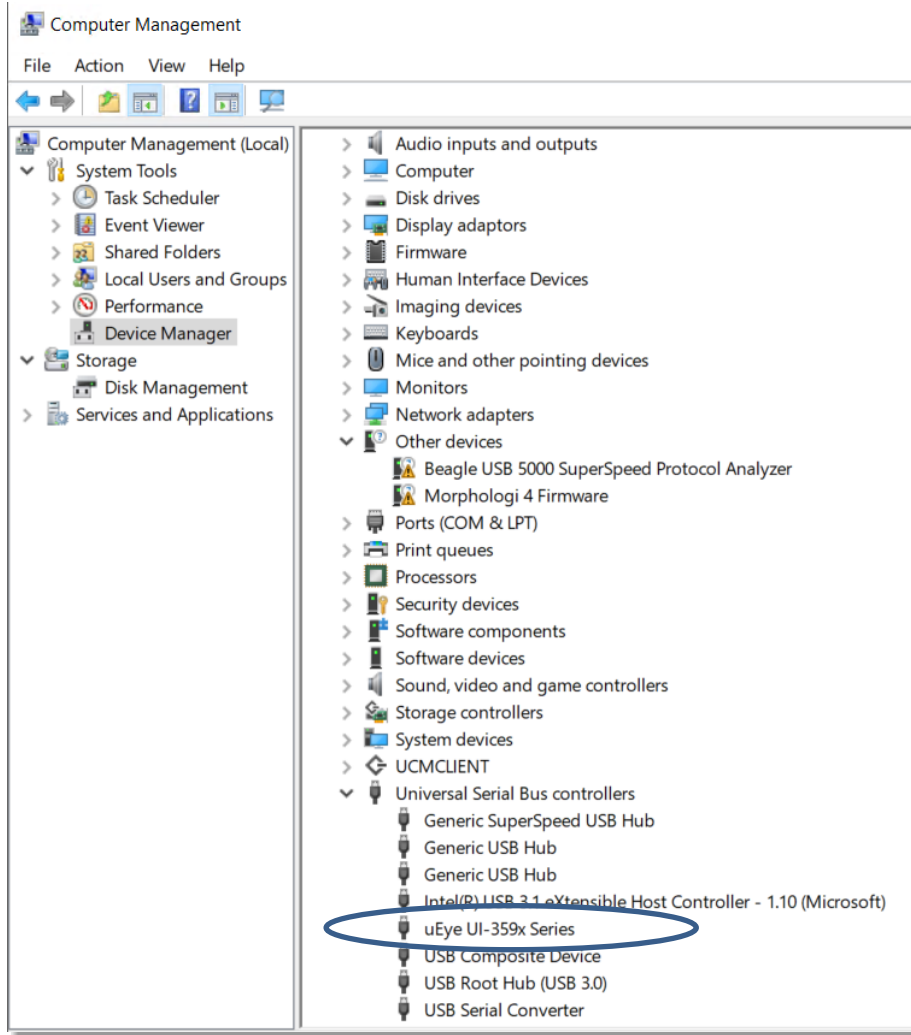 Computer Management
File Action View Help
Computer Management (Local)
System Tools
Task Scheduler
Event Viewer
Shared Folders
Local Users and Groups
Performance
Device Manager
Storage
Disk Management
Services and Applications
Audio inputs and outputs
Computer
Disk drives
Display adaptors
Firmware
Human Interface Devices
Imaging devices
Keyboards
Mice and other pointing devices
Monitors
Network adapters
Other devices
Beagle USB 5000 SuperSpeed Protocol Analyzer
Morphologi 4 Firmware
Ports (COM & LPT)
Print queues
Processors
Security devices
Software components
Software devices
Sound, video and game controllers
Storage controllers
System devices
UCMCLIENT
Universal Serial Bus controllers
Generic SuperSpeed USB Hub
Generic USB Hub
Generic USB Hub
Intel(R) USB 3.1 eXtensible Host Controller - 1.10 (Microsoft)
uEye UI-359x Series
USB Composite Device
USB Root Hub (USB 3.0)
USB Serial Converter